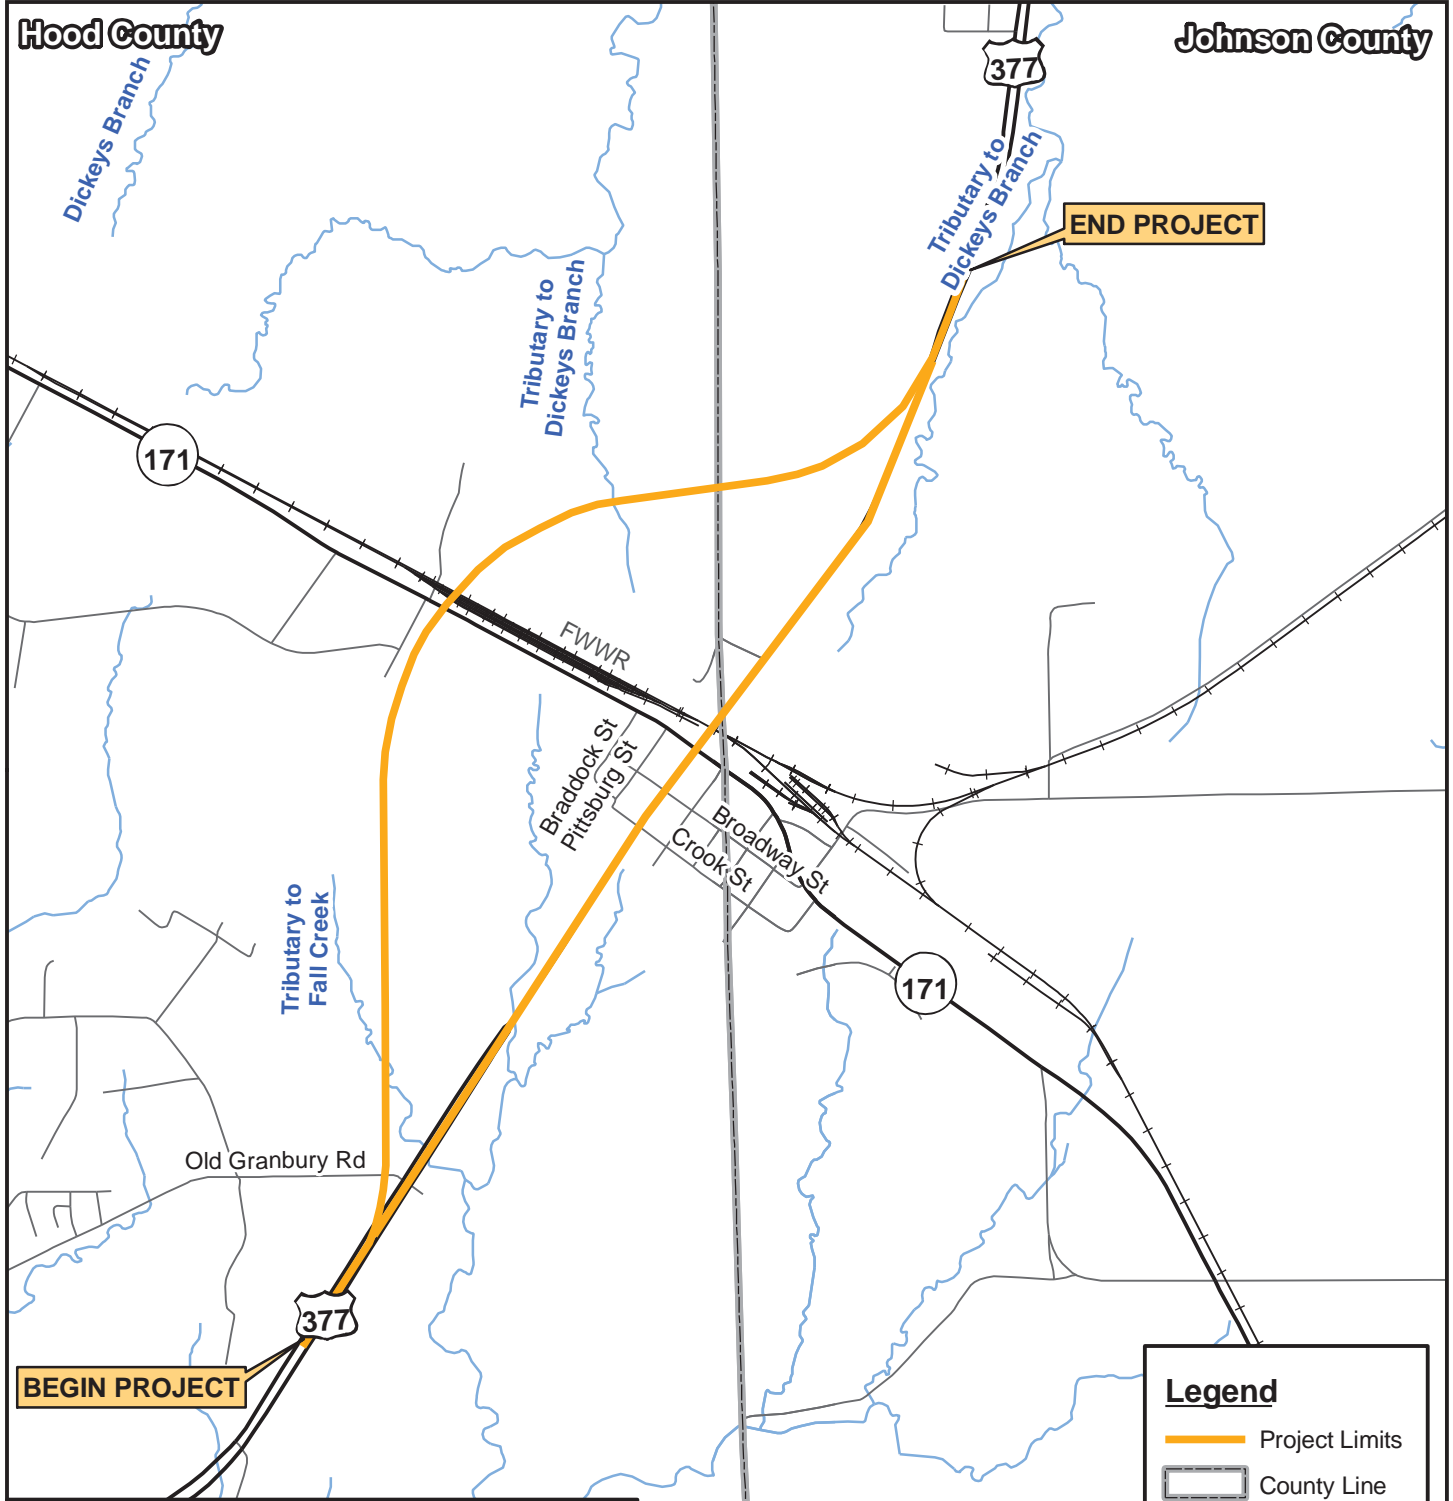 Hood County
Johnson County
377
Dickeys Branch
Tributary to
Dickeys Branch
END PROJECT
Tributary to
Dickeys Branch
171
FWWR
Braddock St
Pittsburg St
Broadway St
Crook St
Tributary to
Fall Creek
171
Old Granbury Rd
377
BEGIN PROJECT
Legend
Project Limits
County Line